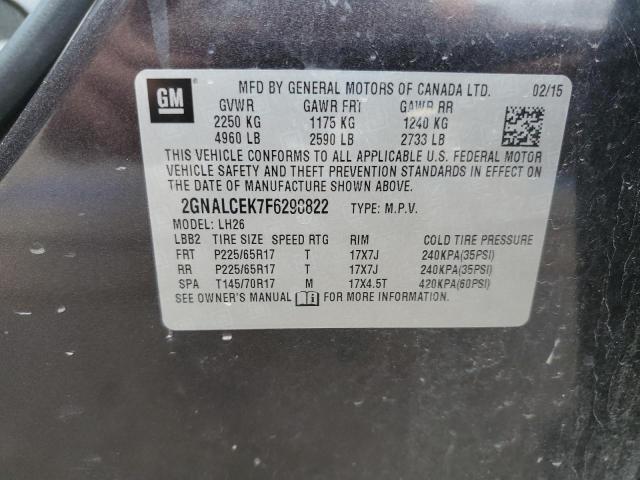 GM
MFD BY GENERAL MOTORS OF CANADA LTD. 02/15
GVWR GAWR FRT GAWR RR
2250 KG 1175 KG 1240 KG
4960 LB 2590 LB 2733 LB
THIS VEHICLE CONFORMS TO ALL APPLICABLE U.S. FEDERAL MOTOR
VEHICLE SAFETY AND THEFT PREVENTION STANDARDS IN EFFECT ON
THE DATE OF MANUFACTURE SHOWN ABOVE.
2GNALCEK7F6290822 TYPE: M.P.V.
MODEL: LH26
LBB2 TIRE SIZE SPEED RTG RIM COLD TIRE PRESSURE
FRT P225/65R17 T 17X7J 240KPA(35PSI)
RR P225/65R17 T 17X7J 240KPA(35PSI)
SPA T145/70R17 M 17X4.5T 420KPA(60PSI)
SEE OWNER'S MANUAL FOR MORE INFORMATION.